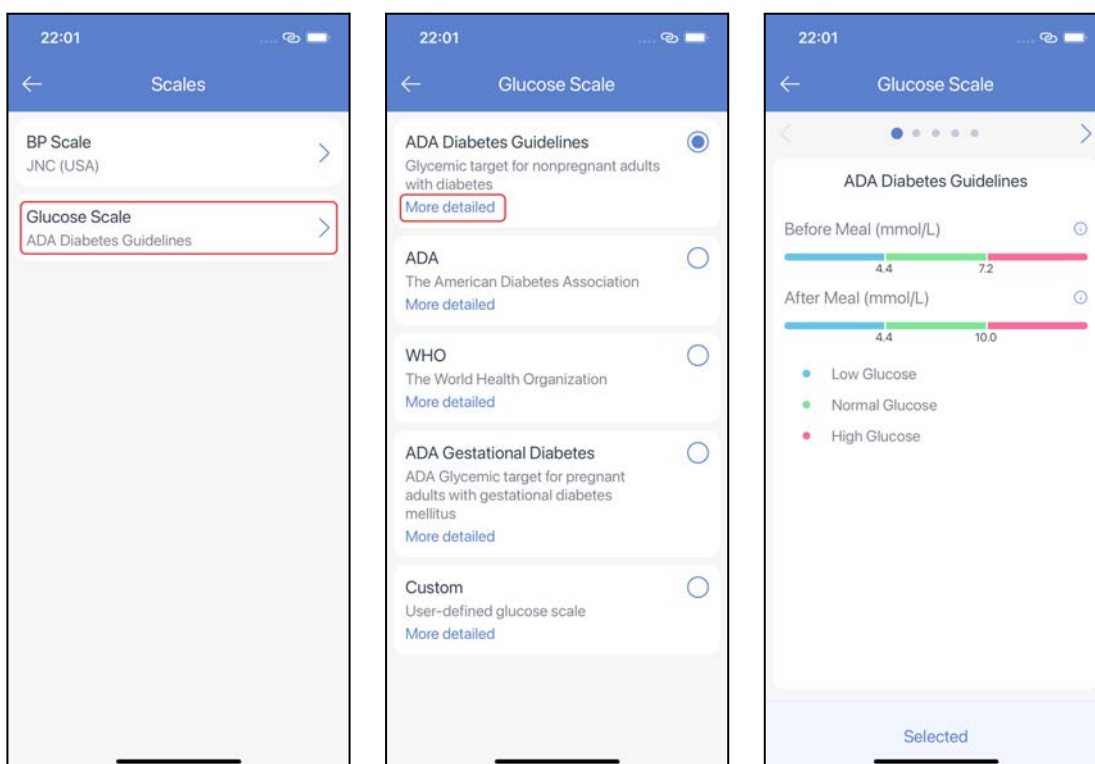 22:01
Scales
BP Scale
JNC (USA)
Glucose Scale
ADA Diabetes Guidelines
22:01
Glucose Scale
ADA Diabetes Guidelines
Glycemic target for nonpregnant adults
with diabetes
More detailed
ADA
The American Diabetes Association
More detailed
WHO
The World Health Organization
More detailed
ADA Gestational Diabetes
ADA Glycemic target for pregnant
adults with gestational diabetes
mellitus
More detailed
Custom
User-defined glucose scale
More detailed
22:01
Glucose Scale
ADA Diabetes Guidelines
Before Meal (mmol/L)
4.4 7.2
After Meal (mmol/L)
4.4 10.0
Low Glucose
Normal Glucose
High Glucose
Selected